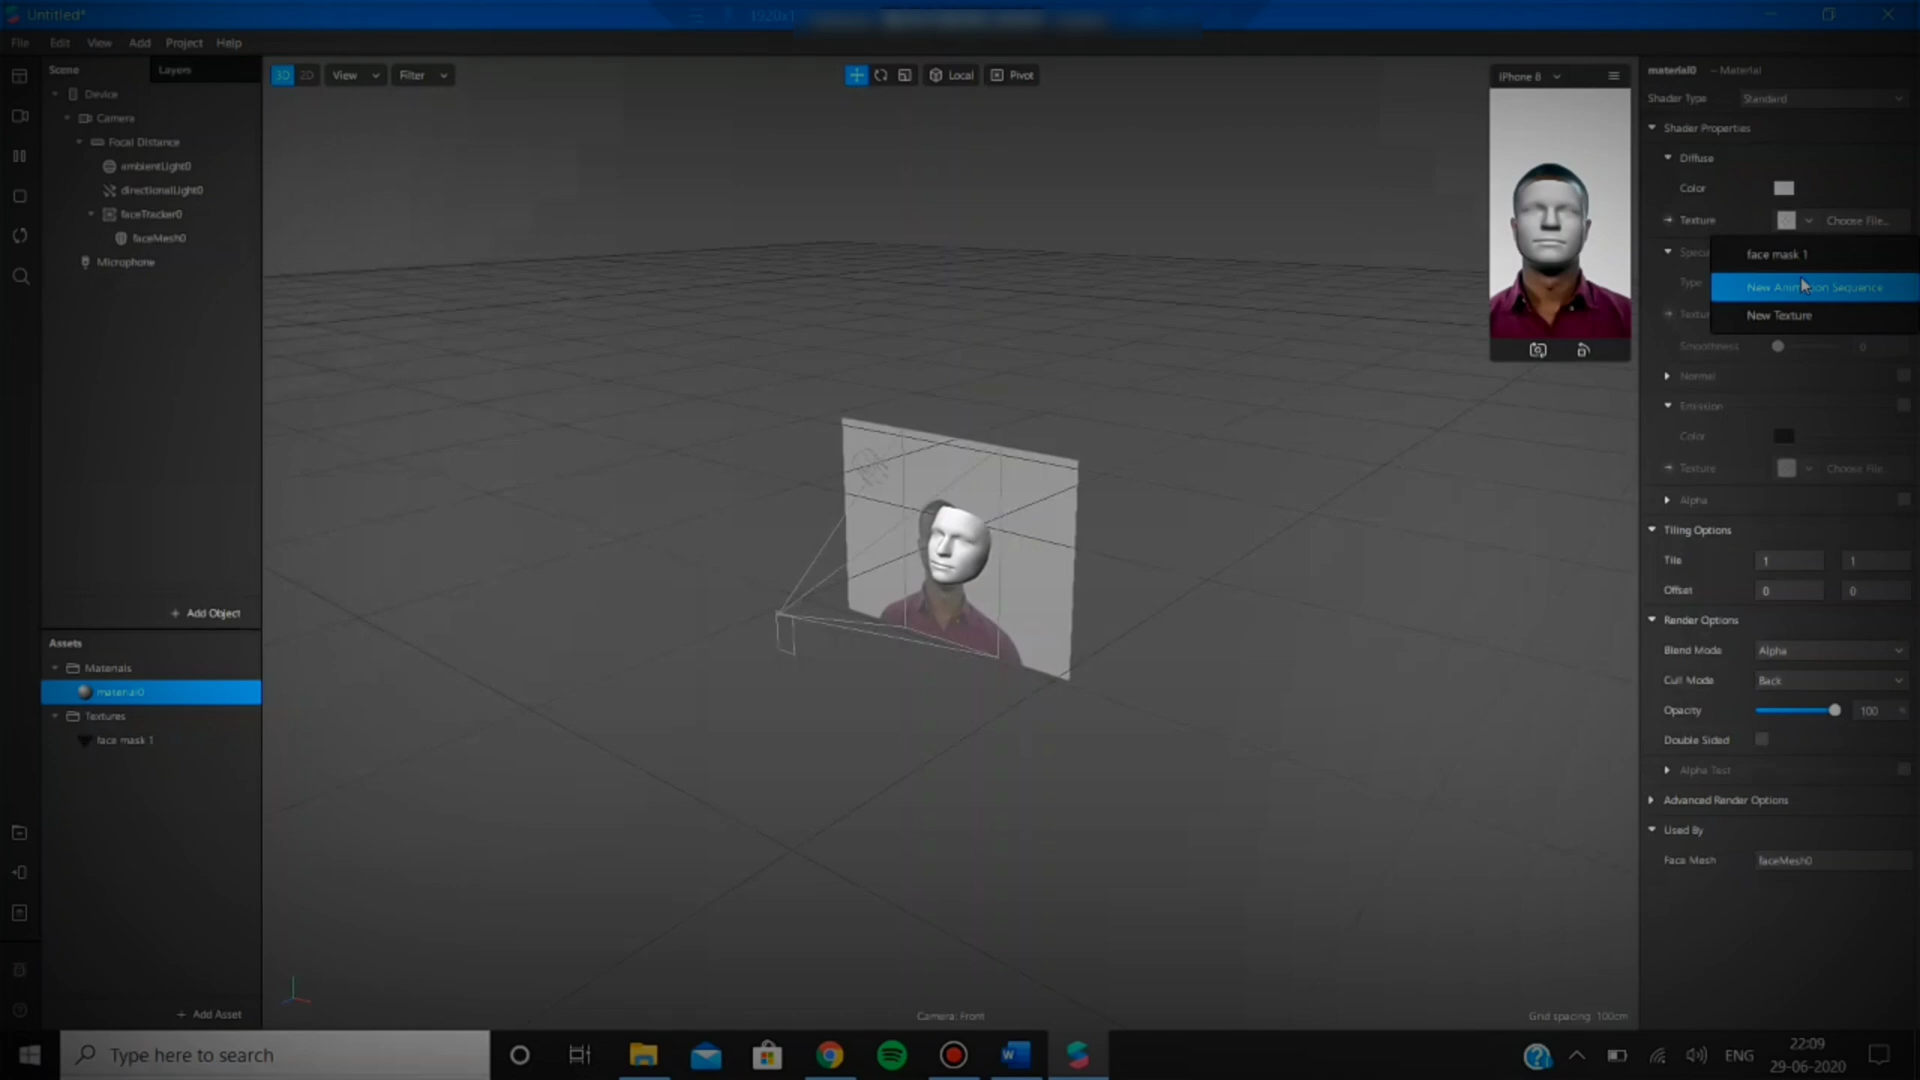 Untitled*
File Edit View Add Project Help
Scene Layers
Device
Camera
Focal Distance
ambientLight0
directionalLight0
faceTracker0
faceMesh0
Microphone
+ Add Object
Assets
Materials
material0
Textures
face mask 1
+ Add Asset
3D 2D View Filter
Local Pivot
iPhone 8
Camera: Front
Grid spacing: 100cm
material0 – Material
Shader Type Standard
Shader Properties
Diffuse
Color
Texture Choose File...
face mask 1
Type
New Animation Sequence
New Texture
Smoothness 0
Normal
Emission
Color
Texture Choose File...
Alpha
Tiling Options
Tile 1 1
Offset 0 0
Render Options
Blend Mode Alpha
Cull Mode Back
Opacity 100 %
Double Sided
Alpha Test
Advanced Render Options
Used By
Face Mesh faceMesh0
Type here to search
ENG
22:09
29-06-2020